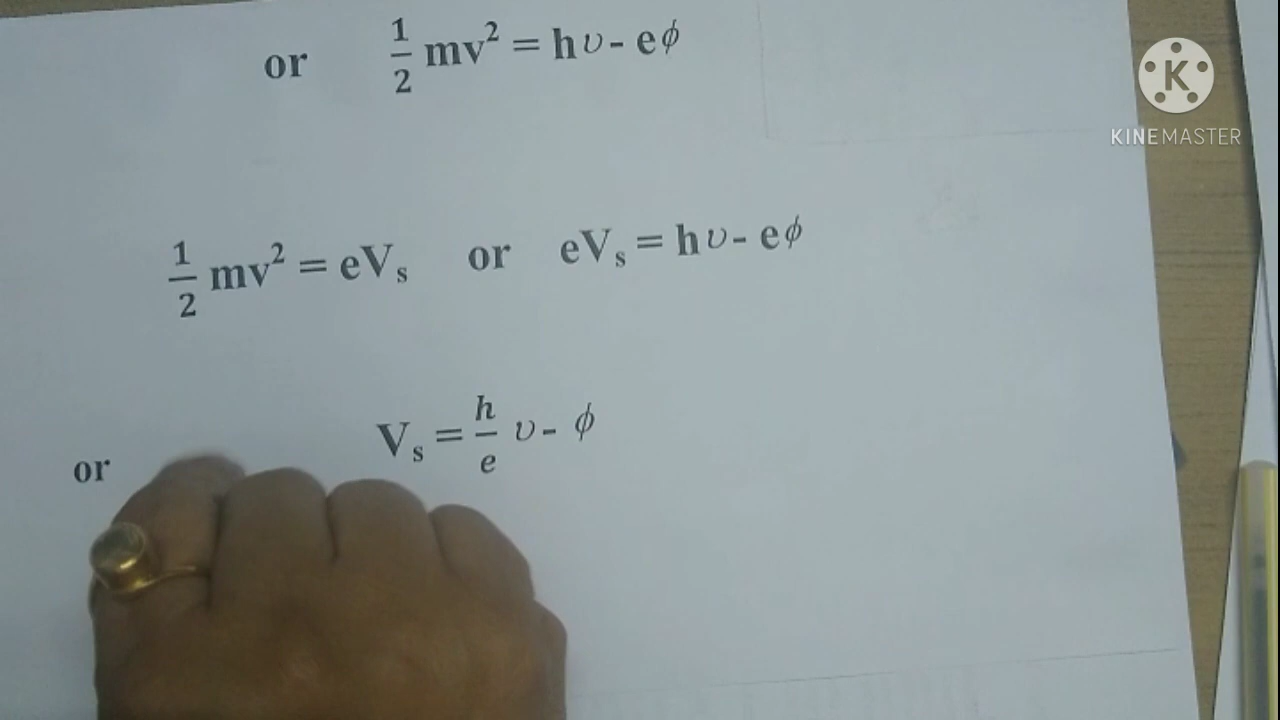 or ½ mv² = hυ - eϕ
K
KINEMASTER
½ mv² = eVₛ or eVₛ = hυ - eϕ
or Vₛ = h/e υ - ϕ